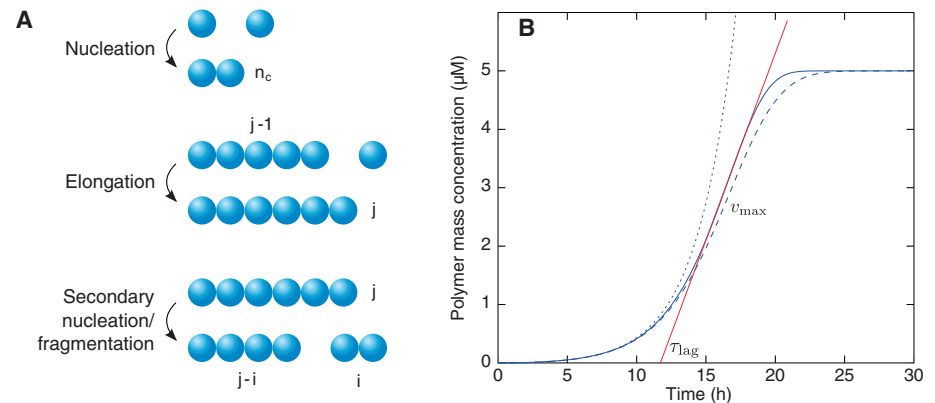 A
Nucleation
n_c
j-1
Elongation
j
Secondary
nucleation/
fragmentation
j
j-i
i
B
Polymer mass concentration (µM)
5
4
3
2
1
0
v_max
τ_lag
0 5 10 15 20 25 30
Time (h)